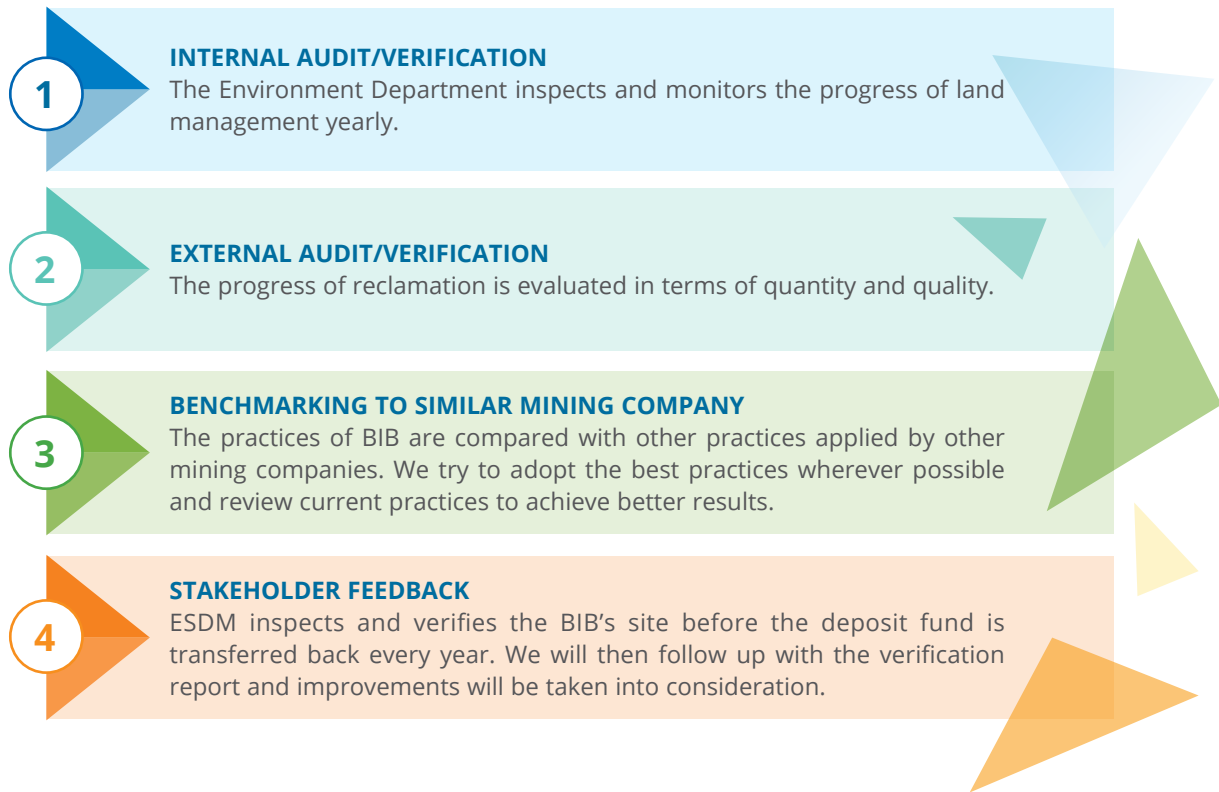 1
INTERNAL AUDIT/VERIFICATION
The Environment Department inspects and monitors the progress of land
management yearly.
2
EXTERNAL AUDIT/VERIFICATION
The progress of reclamation is evaluated in terms of quantity and quality.
3
BENCHMARKING TO SIMILAR MINING COMPANY
The practices of BIB are compared with other practices applied by other
mining companies. We try to adopt the best practices wherever possible
and review current practices to achieve better results.
4
STAKEHOLDER FEEDBACK
ESDM inspects and verifies the BIB’s site before the deposit fund is
transferred back every year. We will then follow up with the verification
report and improvements will be taken into consideration.